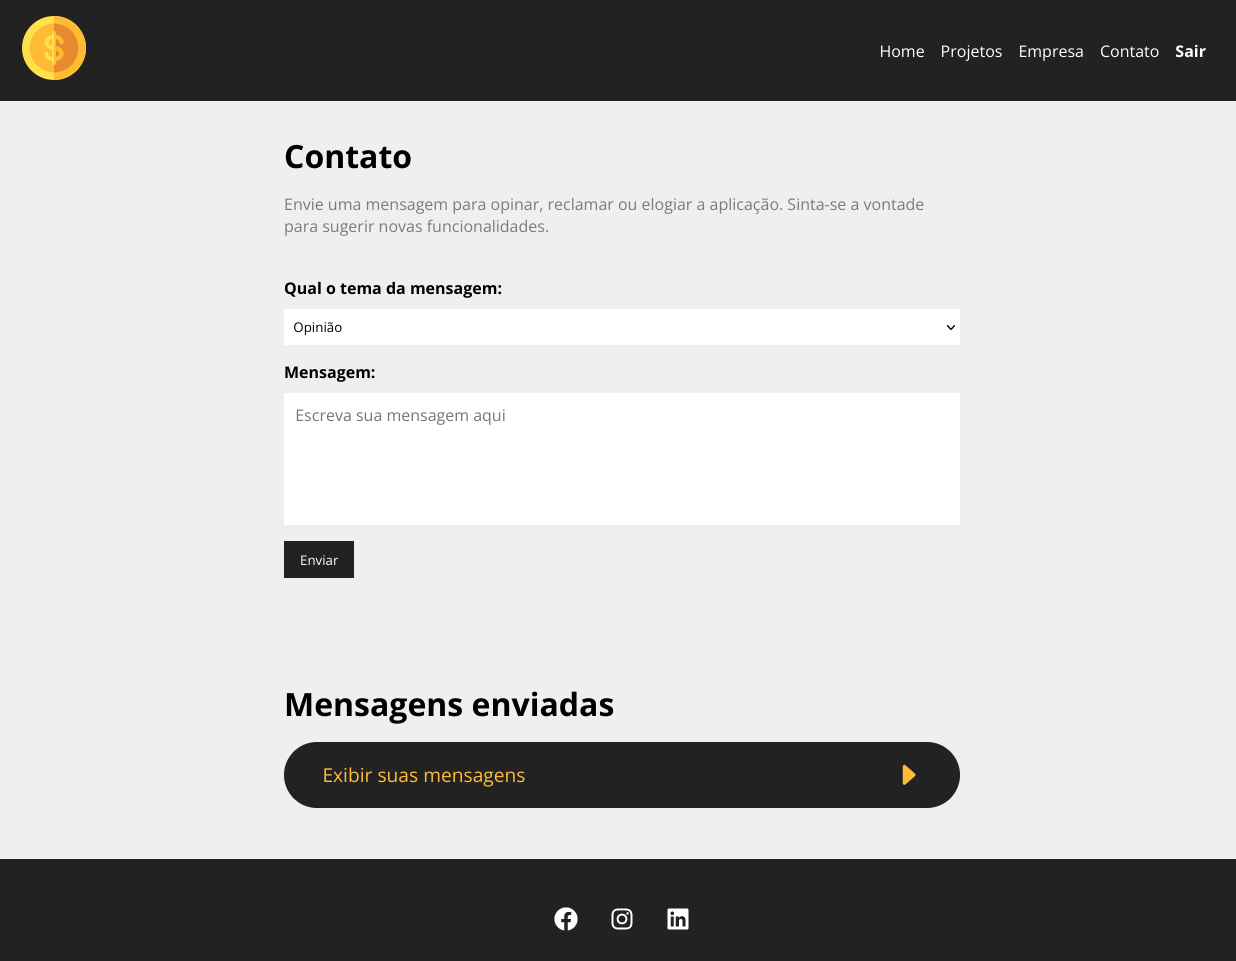 Home Projetos Empresa Contato Sair
Contato
Envie uma mensagem para opinar, reclamar ou elogiar a aplicação. Sinta-se a vontade
para sugerir novas funcionalidades.
Qual o tema da mensagem:
Opinião
Mensagem:
Escreva sua mensagem aqui
Enviar
Mensagens enviadas
Exibir suas mensagens